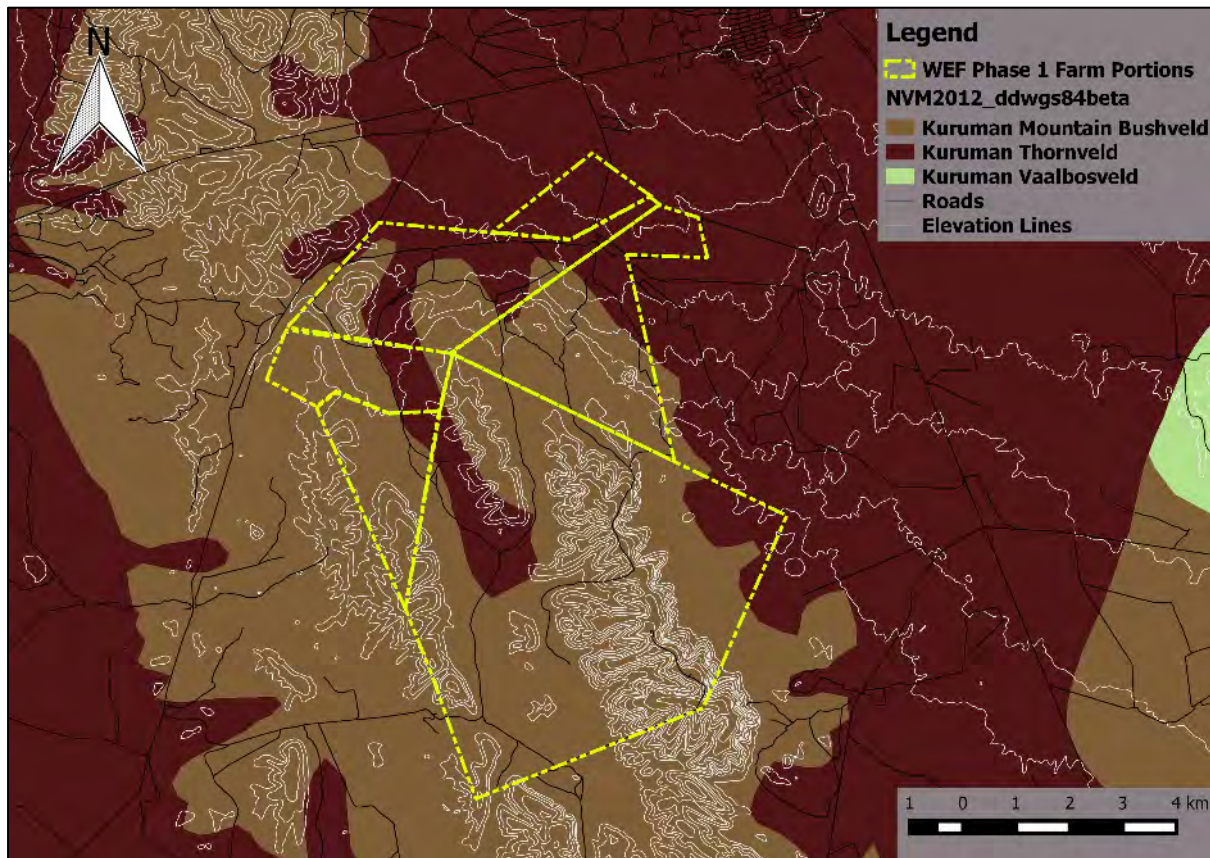 N
Legend
WEF Phase 1 Farm Portions
NVM2012_ddwgs84beta
Kuruman Mountain Bushveld
Kuruman Thornveld
Kuruman Vaalbosveld
Roads
Elevation Lines
1 0 1 2 3 4 km